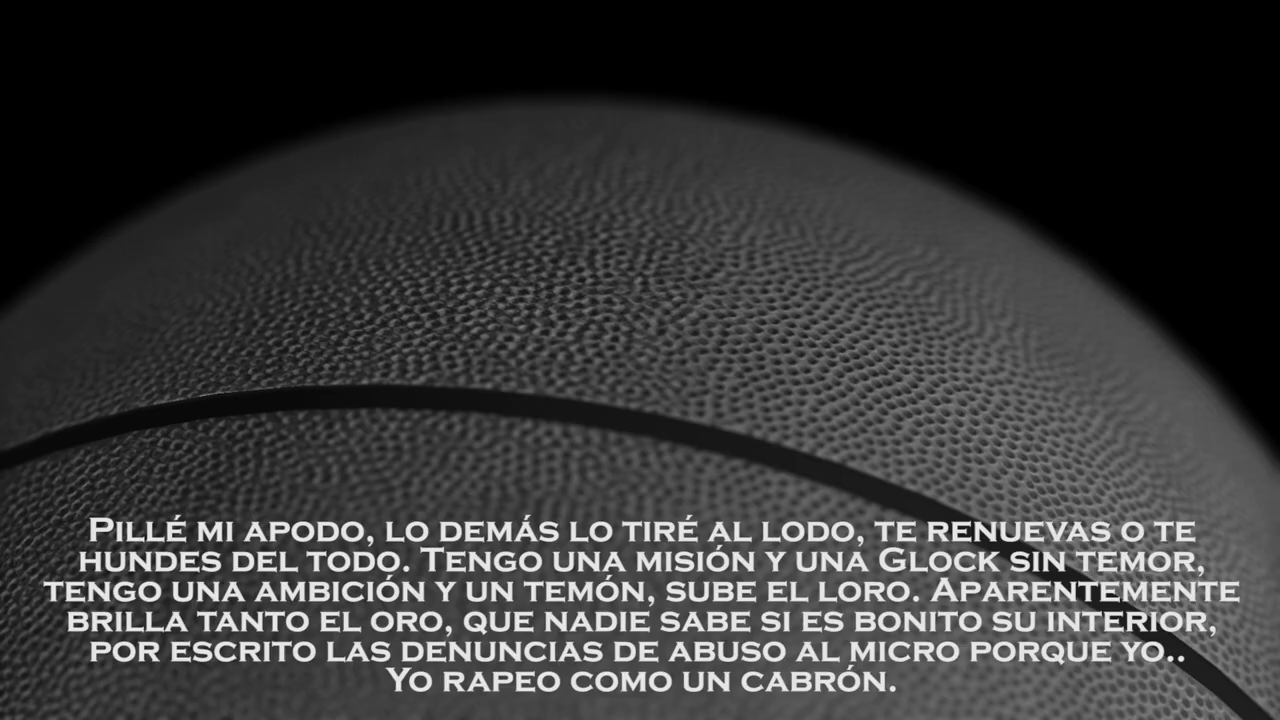 Pillé mi apodo, lo demás lo tiré al lodo, te renuevas o te
hundes del todo. Tengo una misión y una Glock sin temor,
tengo una ambición y un temón, sube el loro. Aparentemente
brilla tanto el oro, que nadie sabe si es bonito su interior,
por escrito las denuncias de abuso al micro porque yo..
Yo rapeo como un cabrón.